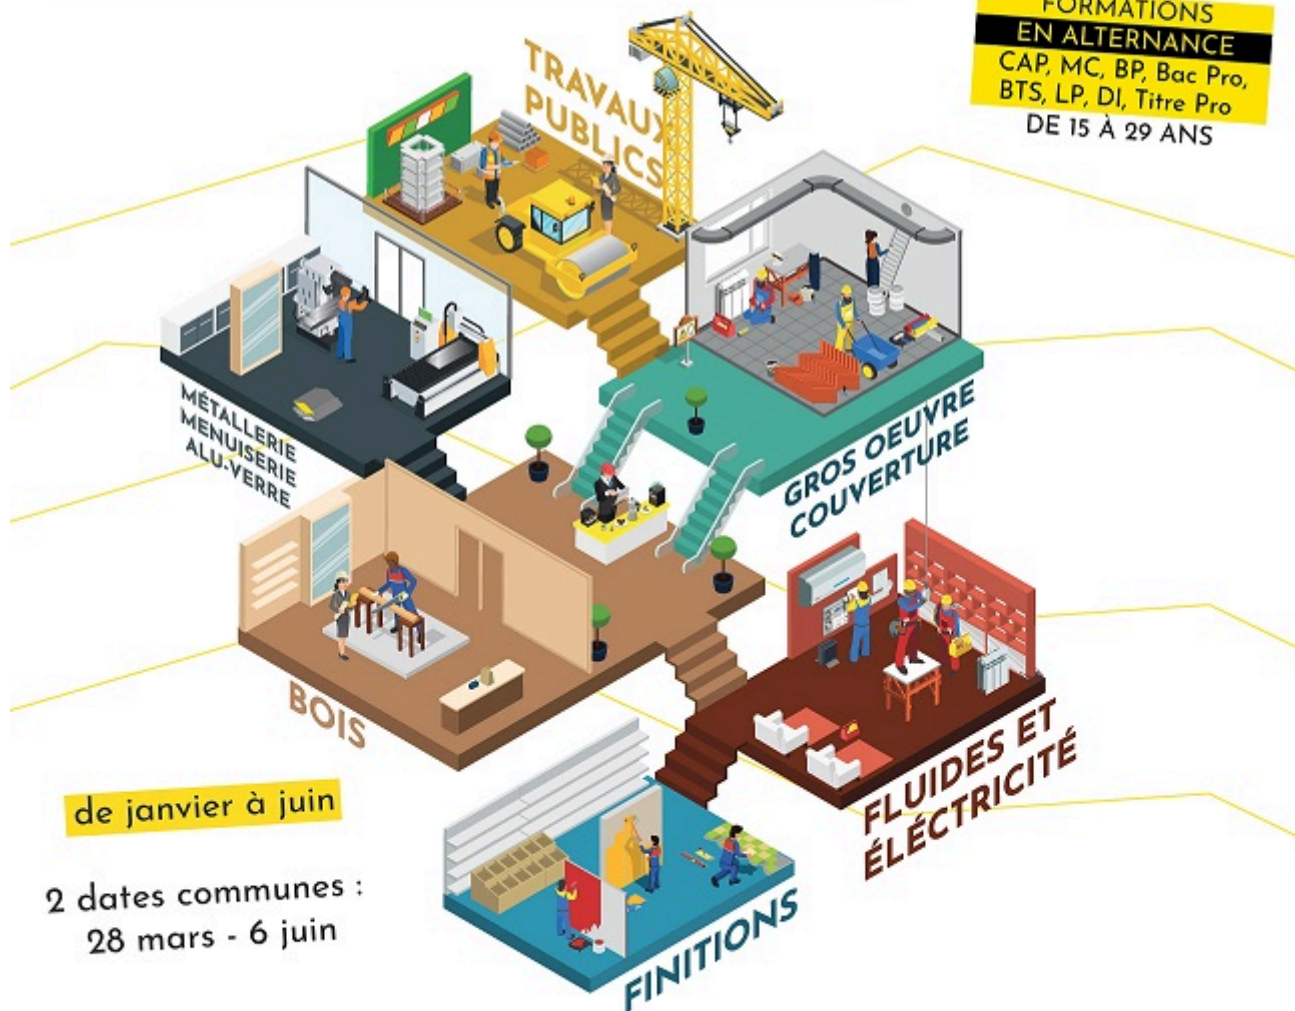 FORMATIONS
EN ALTERNANCE
CAP, MC, BP, Bac Pro,
BTS, LP, DI, Titre Pro
DE 15 À 29 ANS
TRAVAUX
PUBLICS
MÉTALLERIE
MENUISERIE
ALU-VERRE
GROS OEUVRE
COUVERTURE
BOIS
FLUIDES ET
ÉLÉCTRICITÉ
FINITIONS
de janvier à juin
2 dates communes :
28 mars - 6 juin